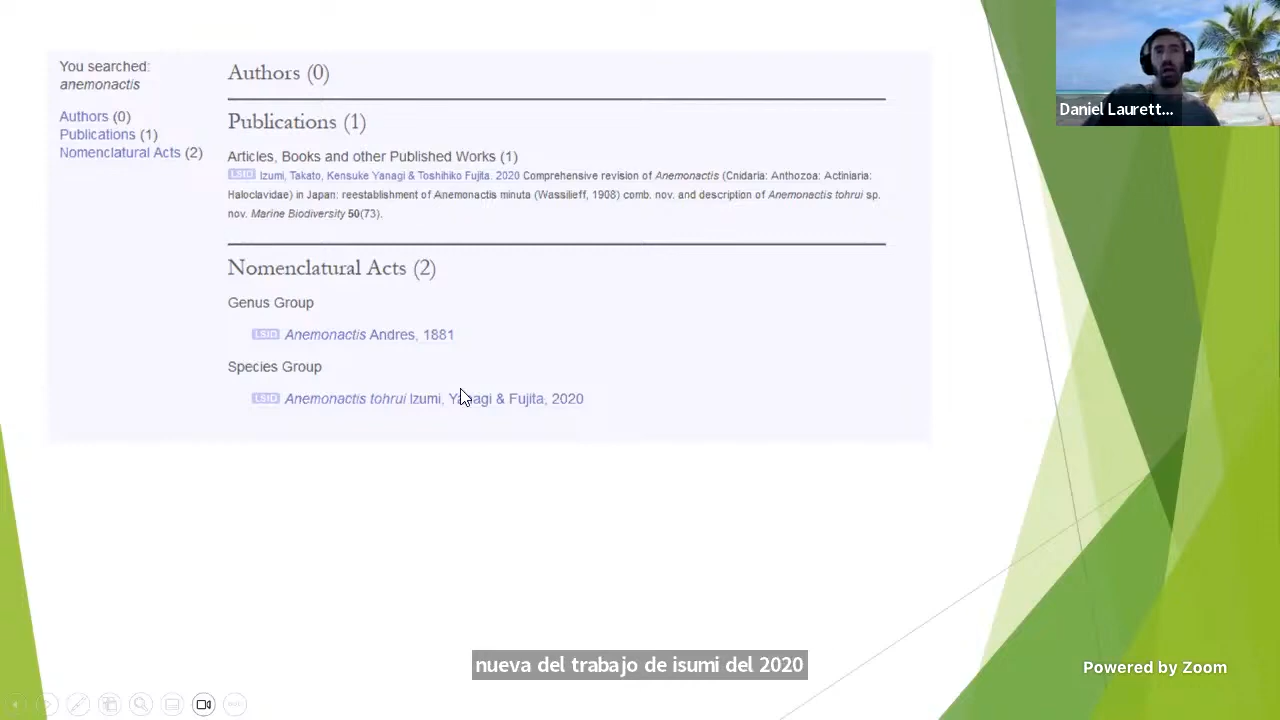 You searched:
anemonactis
Authors (0)
Publications (1)
Nomenclatural Acts (2)
Authors (0)
Publications (1)
Articles, Books and other Published Works (1)
LSID Izumi, Takato, Kensuke Yanagi & Toshihiko Fujita. 2020 Comprehensive revision of Anemonactis (Cnidaria: Anthozoa: Actiniaria:
Haloclavidae) in Japan: reestablishment of Anemonactis minuta (Wassilieff, 1908) comb. nov. and description of Anemonactis tohrui sp.
nov. Marine Biodiversity 50(73).
Nomenclatural Acts (2)
Genus Group
LSID Anemonactis Andres, 1881
Species Group
LSID Anemonactis tohrui Izumi, Yanagi & Fujita, 2020
Daniel Laurett...
nueva del trabajo de isumi del 2020
Powered by Zoom